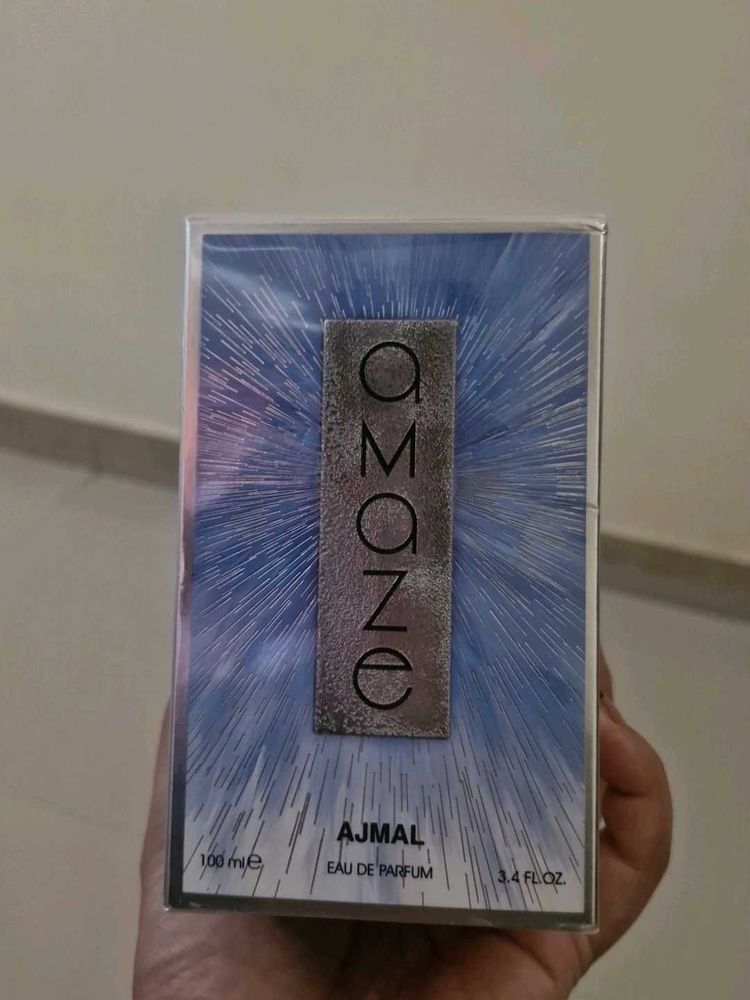 aMaze
AJMAL
EAU DE PARFUM
100 ml e
3.4 FL.OZ.